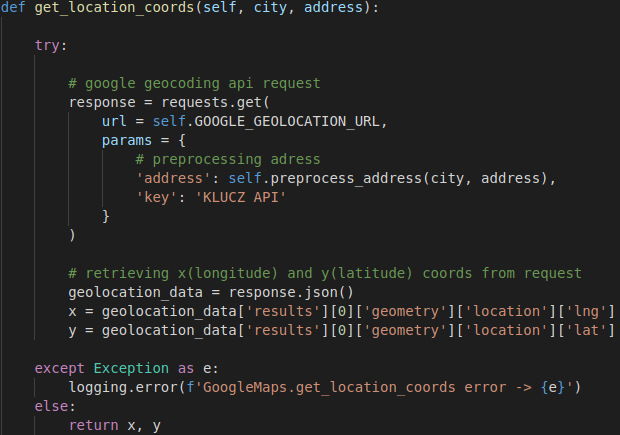 def get_location_coords(self, city, address):
try:
# google geocoding api request
response = requests.get(
url = self.GOOGLE_GEOLOCATION_URL,
params = {
# preprocessing adress
'address': self.preprocess_address(city, address),
'key': 'KLUCZ API'
}
)
# retrieving x(longitude) and y(latitude) coords from request
geolocation_data = response.json()
x = geolocation_data['results'][0]['geometry']['location']['lng']
y = geolocation_data['results'][0]['geometry']['location']['lat']
except Exception as e:
logging.error(f'GoogleMaps.get_location_coords error -> {e}')
else:
return x, y